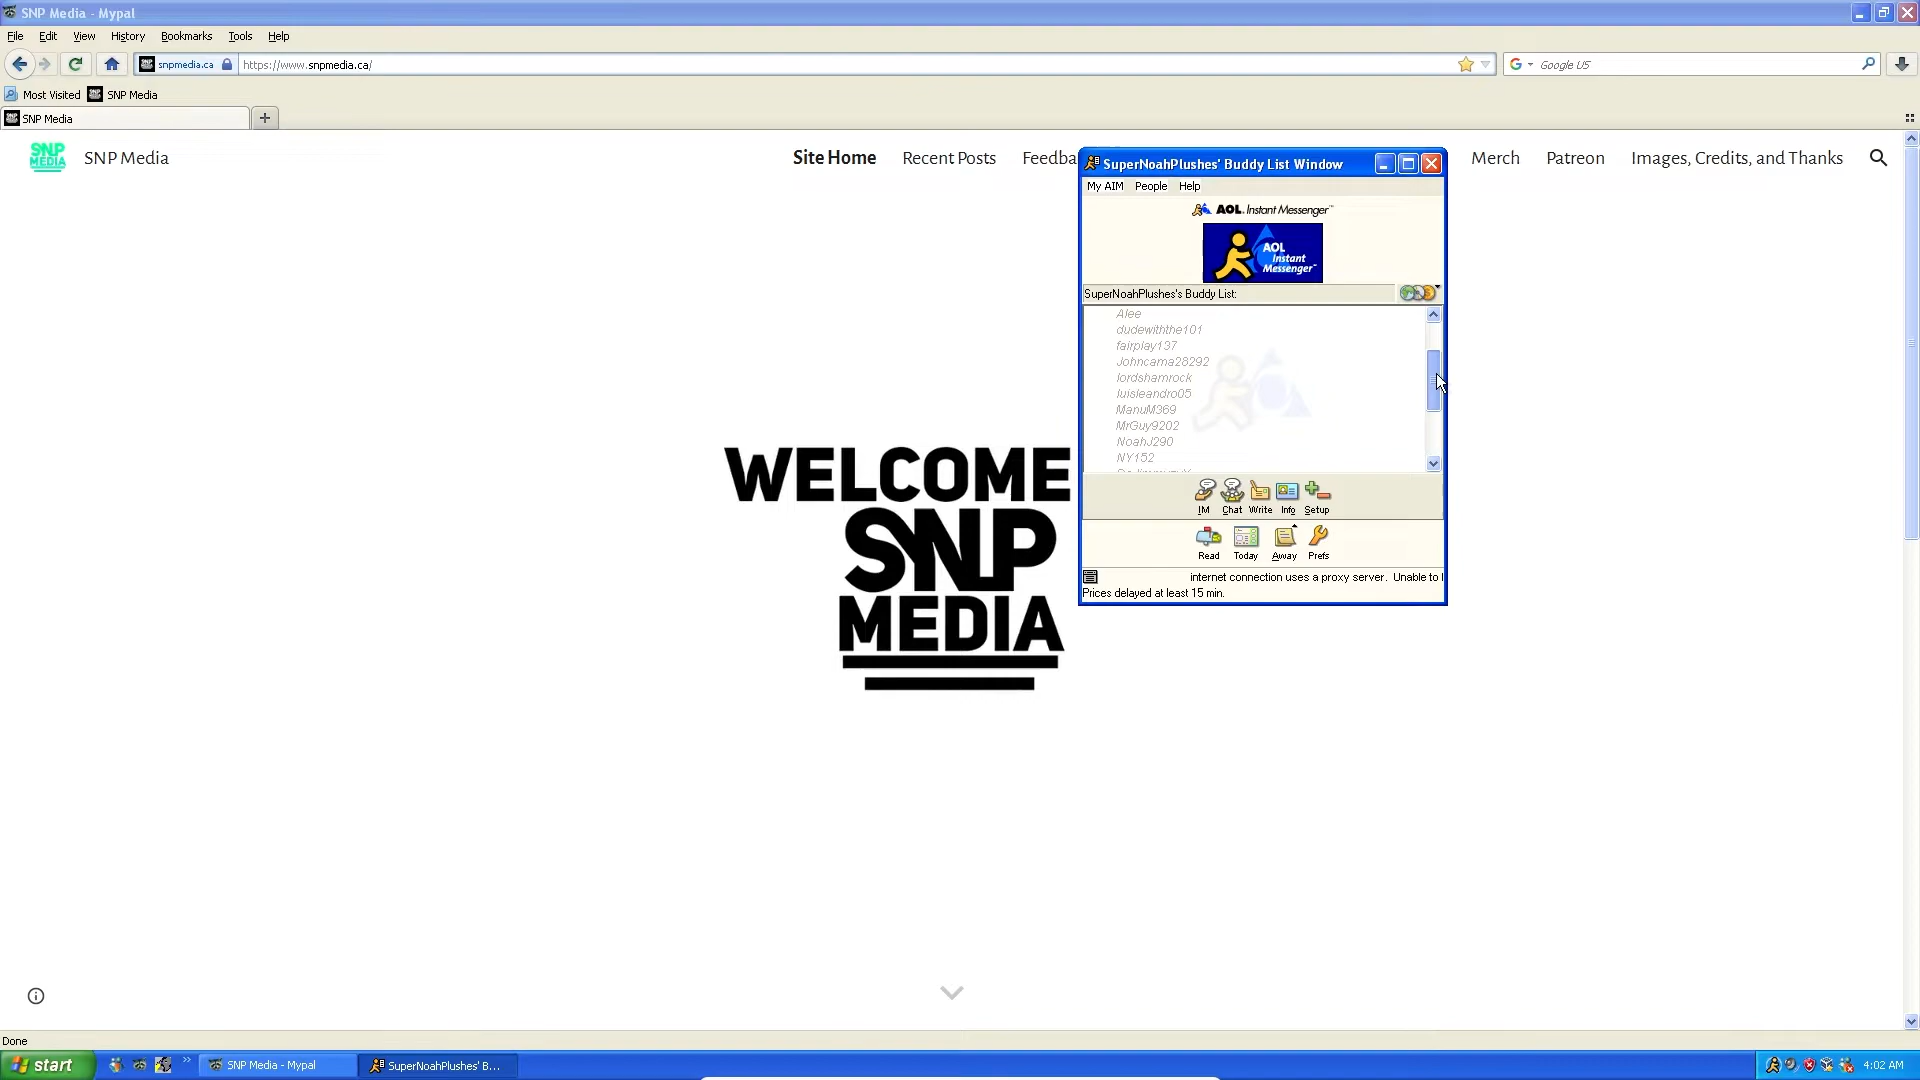 SNP Media - Mypal
File Edit View History Bookmarks Tools Help
snpmedia.ca https://www.snpmedia.ca/ Google US
Most Visited SNP Media
SNP Media
SNP MEDIA SNP Media Site Home Recent Posts Feedba Merch Patreon Images, Credits, and Thanks
SuperNoahPlushes' Buddy List Window
My AIM People Help
AOL Instant Messenger™
AOL
Instant
Messenger™
SuperNoahPlushes's Buddy List:
Alee
dudewiththe101
fairplay137
Johncama28292
lordshamrock
luisleandro05
ManuM369
MrGuy9202
NoahJ290
NY152
IM Chat Write Info Setup
Read Today Away Prefs
internet connection uses a proxy server. Unable to
Prices delayed at least 15 min.
WELCOME
SNP
MEDIA
Done
start SNP Media - Mypal SuperNoahPlushes' B... 4:02 AM